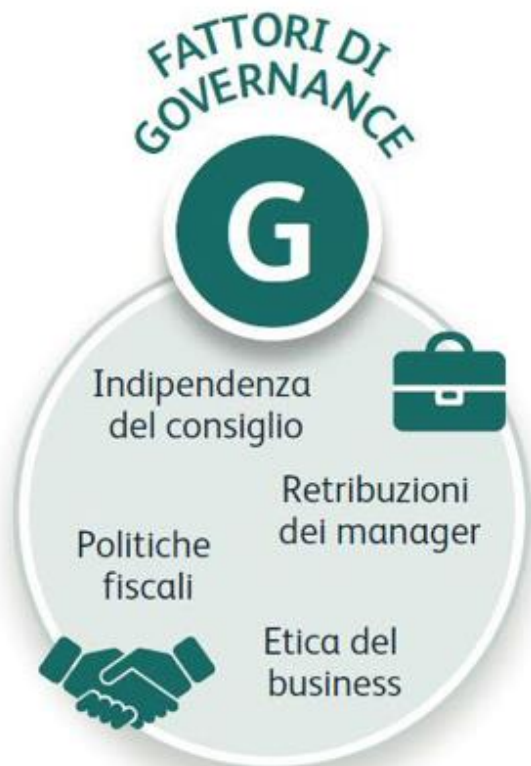 FATTORI DI
GOVERNANCE
G
Indipendenza
del consiglio
Retribuzioni
dei manager
Politiche
fiscali
Etica del
business